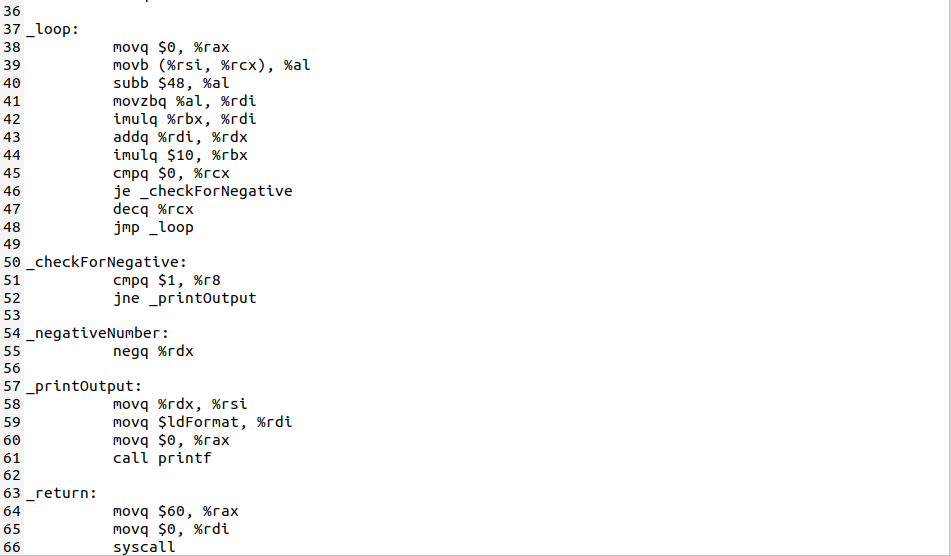 36
37 _loop:
38 movq $0, %rax
39 movb (%rsi, %rcx), %al
40 subb $48, %al
41 movzbq %al, %rdi
42 imulq %rbx, %rdi
43 addq %rdi, %rdx
44 imulq $10, %rbx
45 cmpq $0, %rcx
46 je _checkForNegative
47 decq %rcx
48 jmp _loop
49
50 _checkForNegative:
51 cmpq $1, %r8
52 jne _printOutput
53
54 _negativeNumber:
55 negq %rdx
56
57 _printOutput:
58 movq %rdx, %rsi
59 movq $ldFormat, %rdi
60 movq $0, %rax
61 call printf
62
63 _return:
64 movq $60, %rax
65 movq $0, %rdi
66 syscall